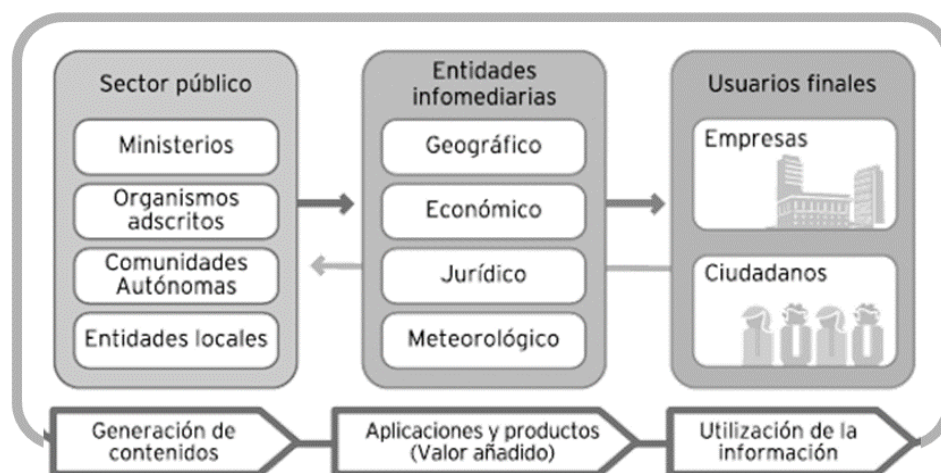 Sector público
Ministerios
Organismos
adscritos
Comunidades
Autónomas
Entidades locales
Entidades
infomediarias
Geográfico
Económico
Jurídico
Meteorológico
Usuarios finales
Empresas
Ciudadanos
Generación de
contenidos
Aplicaciones y productos
(Valor añadido)
Utilización de la
información